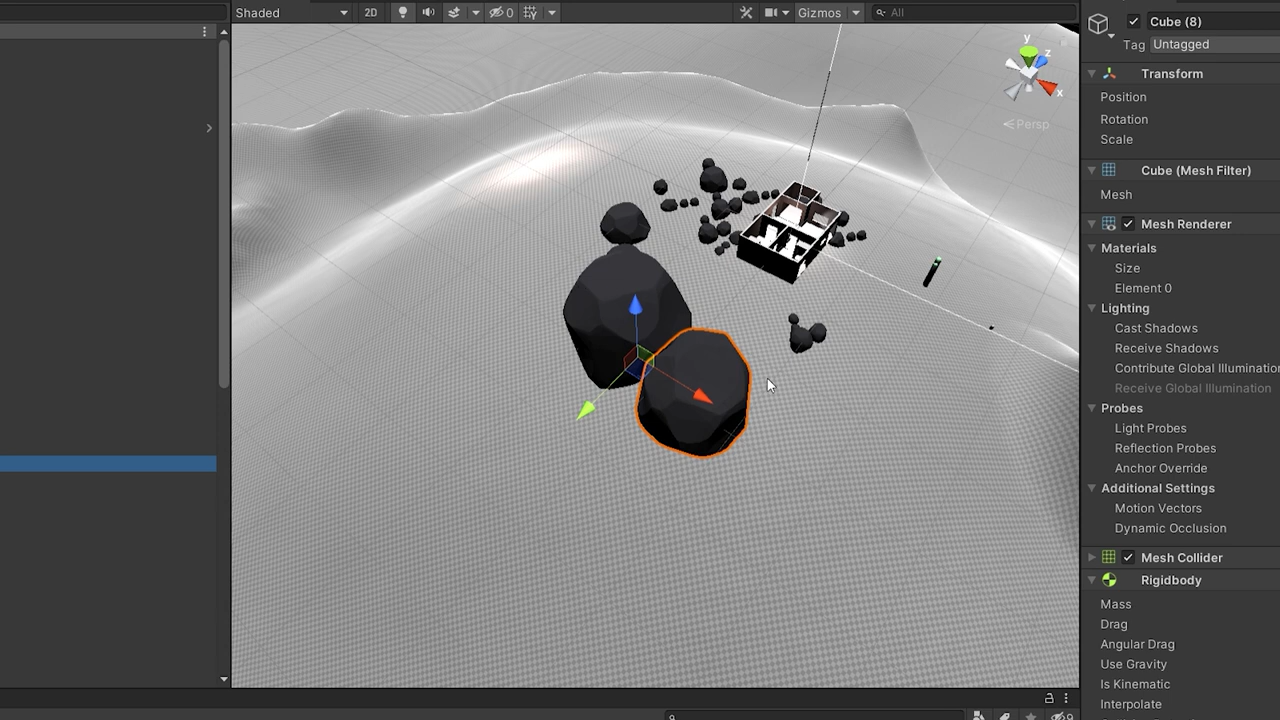 Shaded
2D
0
Gizmos
All
y
z
x
Persp
Cube (8)
Tag
Untagged
Transform
Position
Rotation
Scale
Cube (Mesh Filter)
Mesh
Mesh Renderer
Materials
Size
Element 0
Lighting
Cast Shadows
Receive Shadows
Contribute Global Illumination
Receive Global Illumination
Probes
Light Probes
Reflection Probes
Anchor Override
Additional Settings
Motion Vectors
Dynamic Occlusion
Mesh Collider
Rigidbody
Mass
Drag
Angular Drag
Use Gravity
Is Kinematic
Interpolate
9